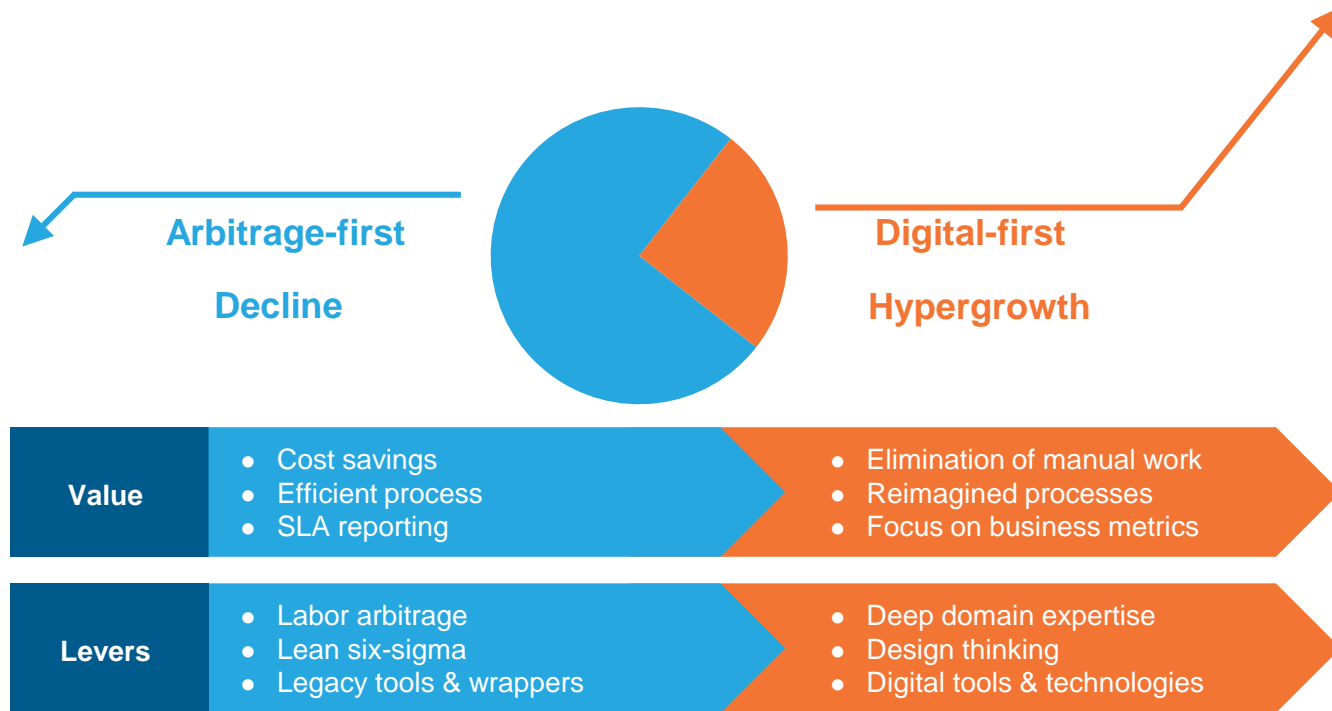 Arbitrage-first
Decline
Digital-first
Hypergrowth
Value
● Cost savings
● Efficient process
● SLA reporting
● Elimination of manual work
● Reimagined processes
● Focus on business metrics
Levers
● Labor arbitrage
● Lean six-sigma
● Legacy tools & wrappers
● Deep domain expertise
● Design thinking
● Digital tools & technologies